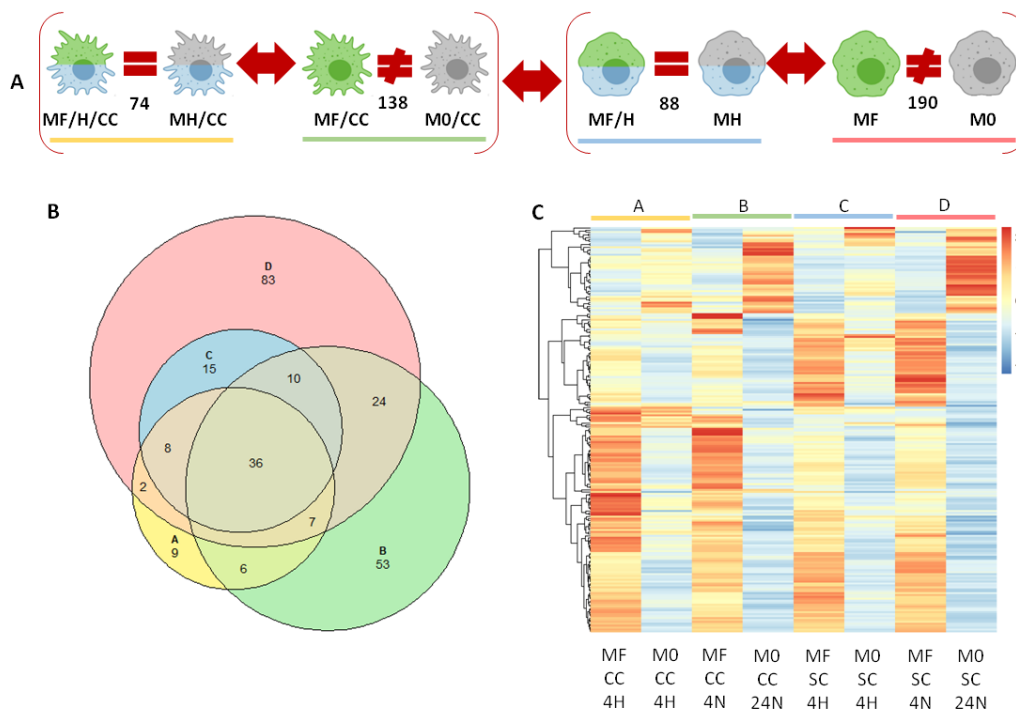 A
74
138
88
190
MF/H/CC MH/CC MF/CC M0/CC MF/H MH MF M0
B
D
83
C
15
10
24
8
36
2
7
A
9
6
B
53
C
A B C D
MF M0 MF M0 MF M0 MF M0
CC CC CC CC SC SC SC SC
4H 4H 4N 24N 4H 4H 4N 24N